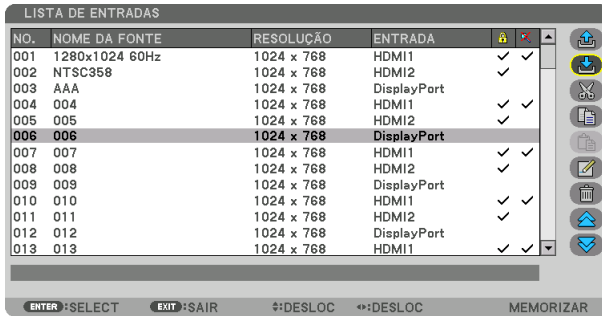 LISTA DE ENTRADAS
NO. NOME DA FONTE RESOLUÇÃO ENTRADA
001 1280x1024 60Hz 1024 x 768 HDMI1 ✓ ✓
002 NTSC358 1024 x 768 HDMI2 ✓
003 AAA 1024 x 768 DisplayPort
004 004 1024 x 768 HDMI1 ✓ ✓
005 005 1024 x 768 HDMI2 ✓
006 006 1024 x 768 DisplayPort
007 007 1024 x 768 HDMI1 ✓ ✓
008 008 1024 x 768 HDMI2 ✓
009 009 1024 x 768 DisplayPort
010 010 1024 x 768 HDMI1 ✓ ✓
011 011 1024 x 768 HDMI2 ✓
012 012 1024 x 768 DisplayPort
013 013 1024 x 768 HDMI1 ✓ ✓
ENTER :SELECT EXIT :SAIR :DESLOC :DESLOC MEMORIZAR